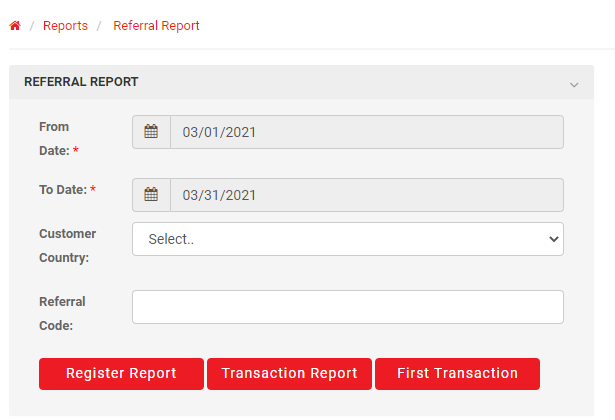 / Reports / Referral Report
REFERRAL REPORT
From
Date: *
03/01/2021
To Date: *
03/31/2021
Customer
Country:
Select..
Referral
Code:
Register Report
Transaction Report
First Transaction